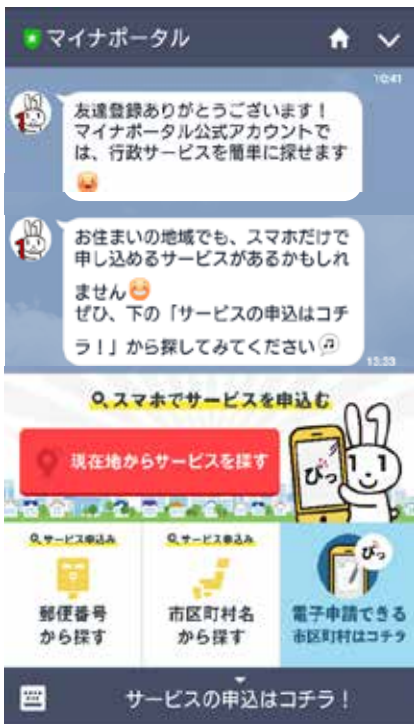 マイナポータル
10:41
友達登録ありがとうございます!
マイナポータル公式アカウントで
は、行政サービスを簡単に探せます
お住まいの地域でも、スマホだけで
申し込めるサービスがあるかもしれ
ません
ぜひ、下の「サービスの申込はコチ
ラ!」から探してみてください
13:33
スマホでサービスを申込む
現在地からサービスを探す
ぴっ
サービス申込み
郵便番号
から探す
サービス申込み
市区町村名
から探す
ぴっ
電子申請できる
市区町村はコチラ
サービスの申込はコチラ!